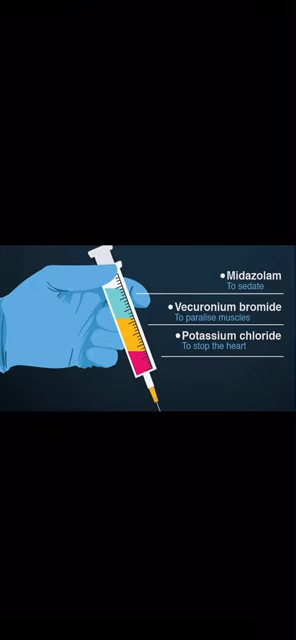 •Midazolam
To sedate
•Vecuronium bromide
To paralise muscles
•Potassium chloride
To stop the heart